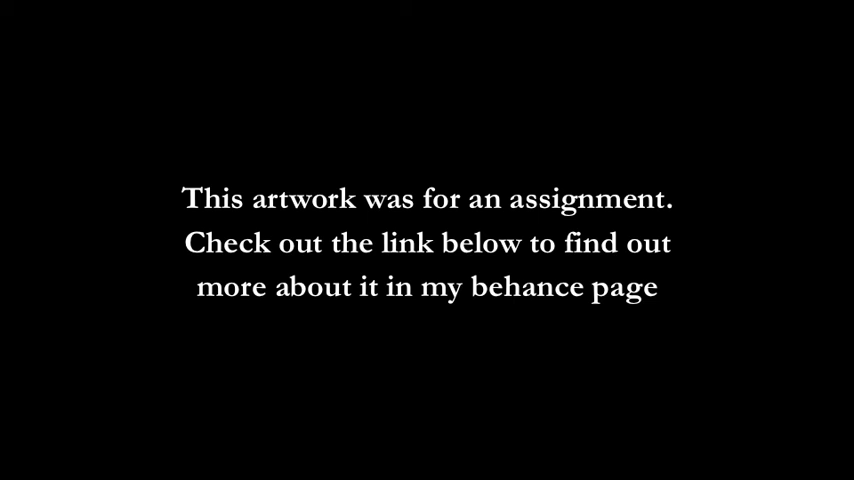 This artwork was for an assignment.
Check out the link below to find out
more about it in my behance page